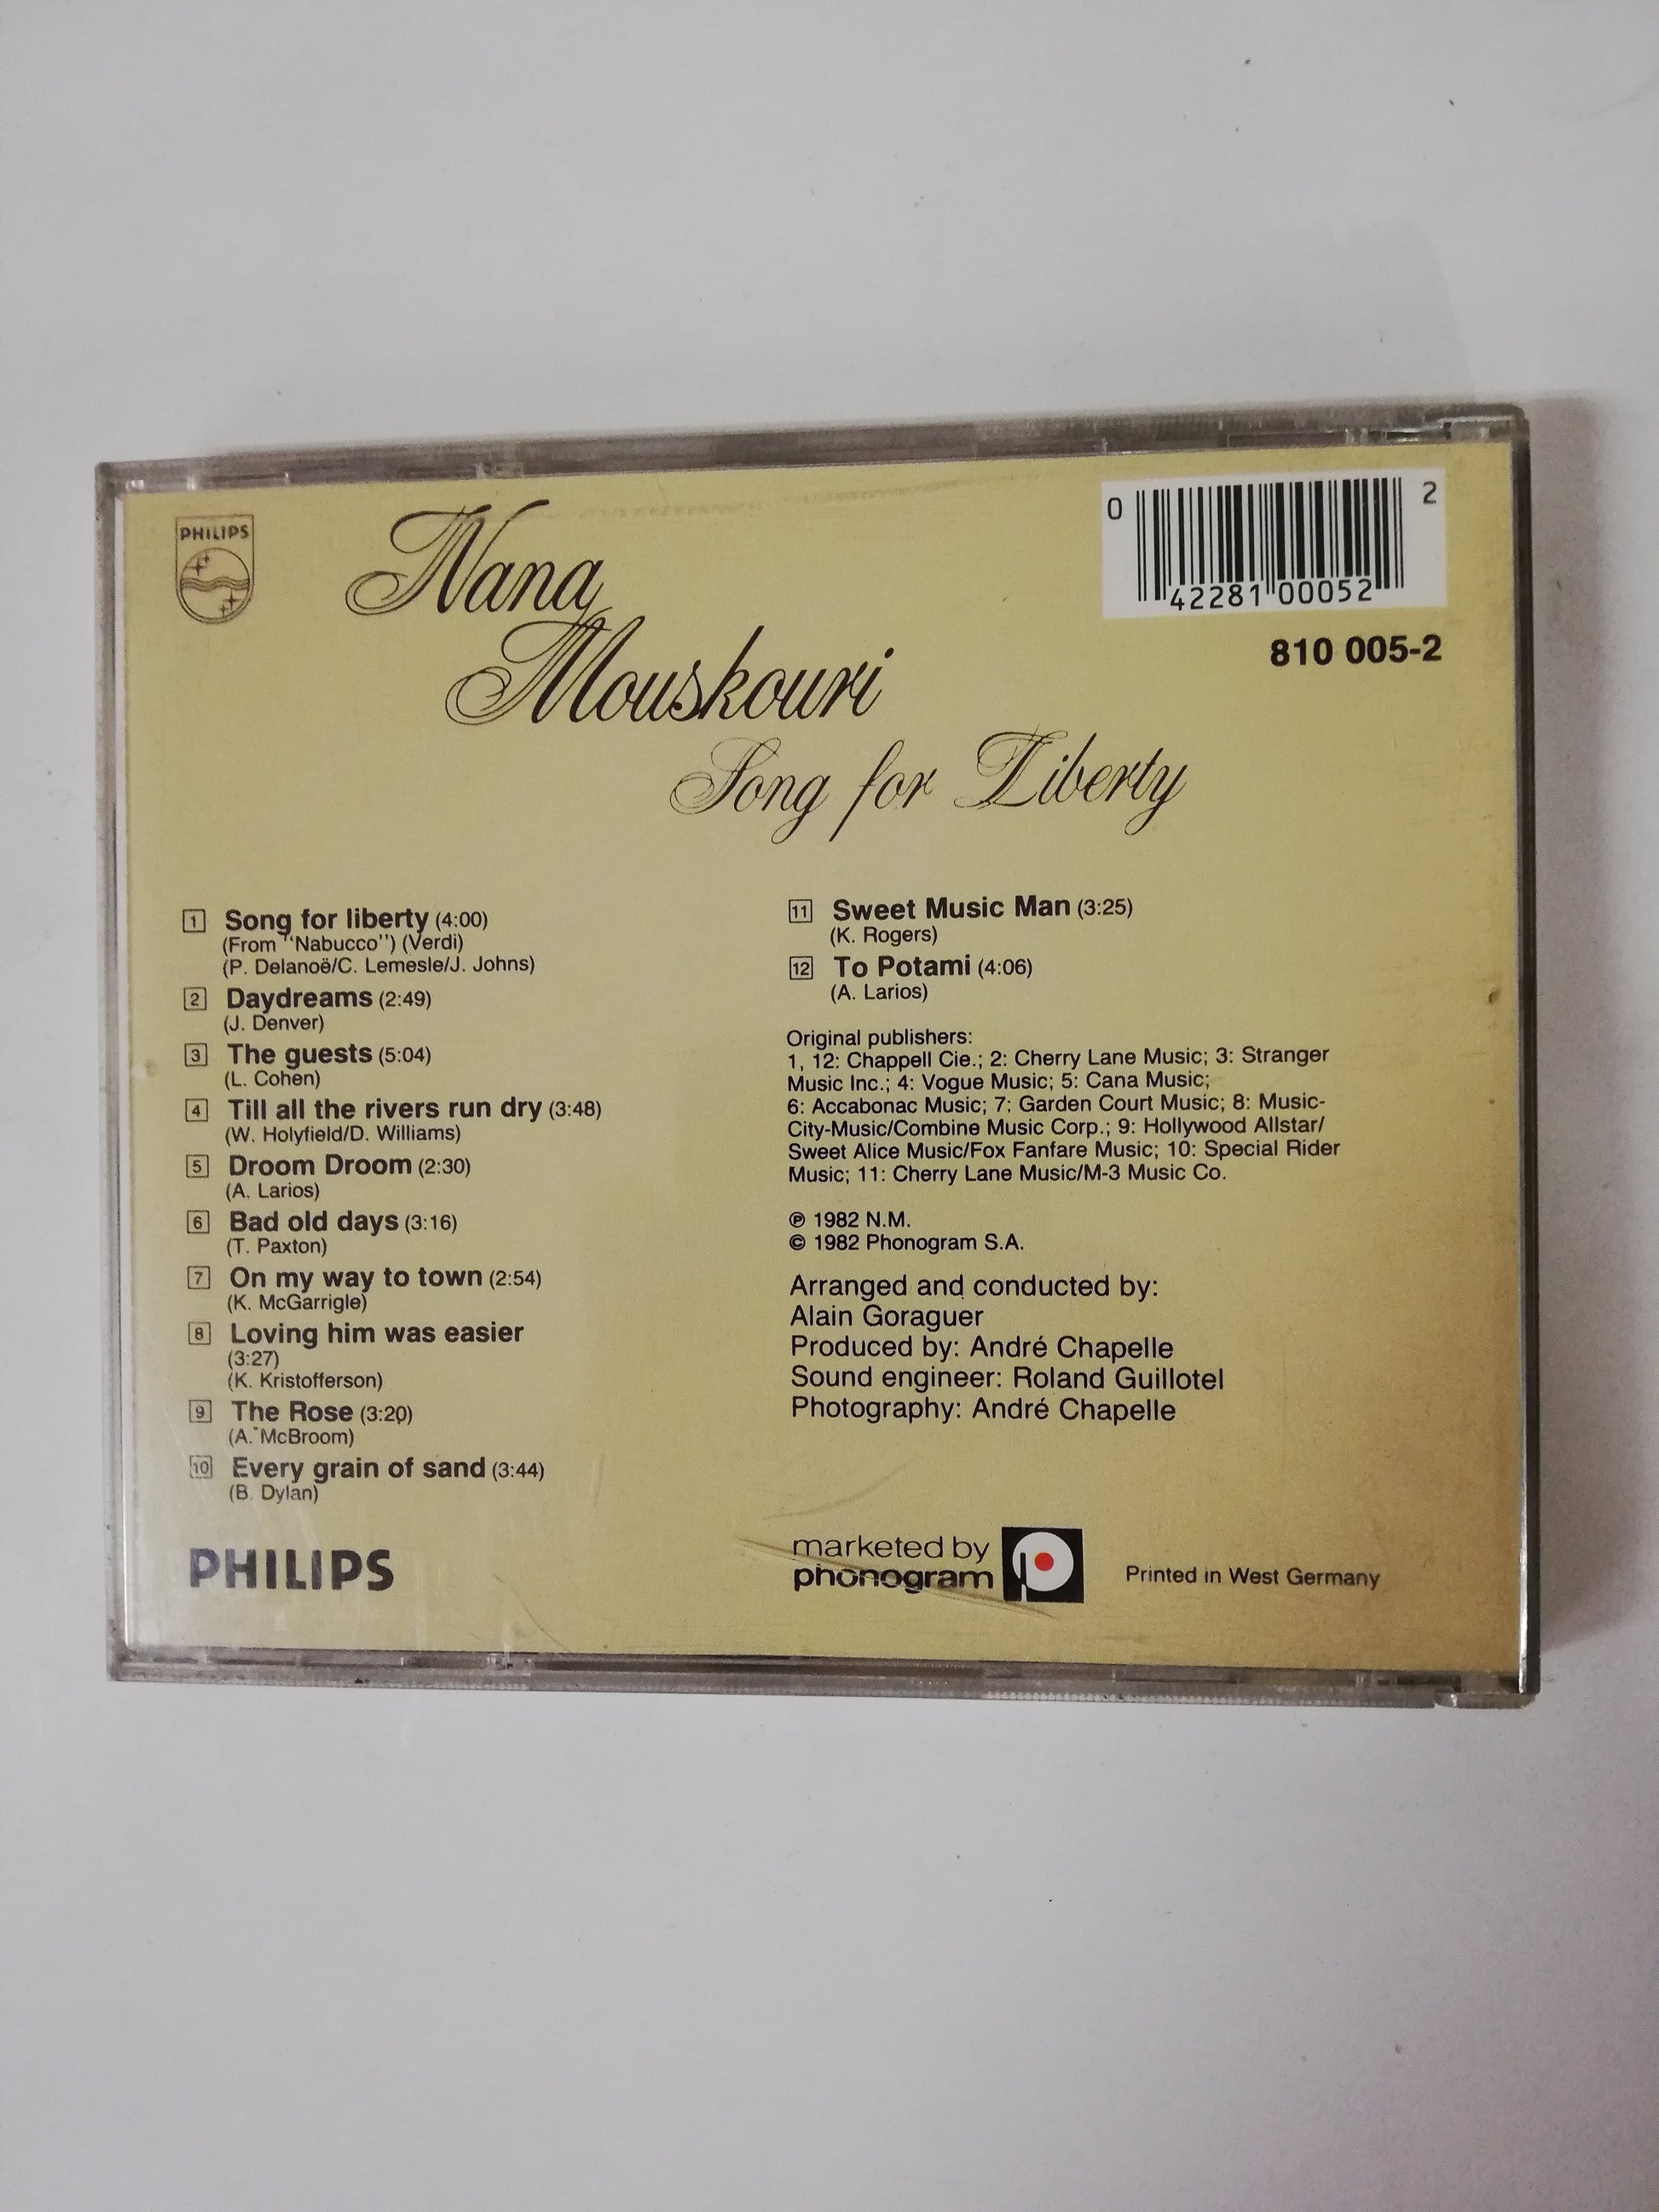 PHILIPS
Nana
Mouskouri
Song for Liberty
0 42281 00052 2
810 005-2
1 Song for liberty (4:00)
(From "Nabucco") (Verdi)
(P. Delanoë/C. Lemesle/J. Johns)
2 Daydreams (2:49)
(J. Denver)
3 The guests (5:04)
(L. Cohen)
4 Till all the rivers run dry (3:48)
(W. Holyfield/D. Williams)
5 Droom Droom (2:30)
(A. Larios)
6 Bad old days (3:16)
(T. Paxton)
7 On my way to town (2:54)
(K. McGarrigle)
8 Loving him was easier
(3:27)
(K. Kristofferson)
9 The Rose (3:20)
(A. McBroom)
10 Every grain of sand (3:44)
(B. Dylan)
11 Sweet Music Man (3:25)
(K. Rogers)
12 To Potami (4:06)
(A. Larios)
Original publishers:
1, 12: Chappell Cie.; 2: Cherry Lane Music; 3: Stranger
Music Inc.; 4: Vogue Music; 5: Cana Music;
6: Accabonac Music; 7: Garden Court Music; 8: Music-
City-Music/Combine Music Corp.; 9: Hollywood Allstar/
Sweet Alice Music/Fox Fanfare Music; 10: Special Rider
Music; 11: Cherry Lane Music/M-3 Music Co.
℗ 1982 N.M.
© 1982 Phonogram S.A.
Arranged and conducted by:
Alain Goraguer
Produced by: André Chapelle
Sound engineer: Roland Guillotel
Photography: André Chapelle
PHILIPS
marketed by
phonogram
Printed in West Germany